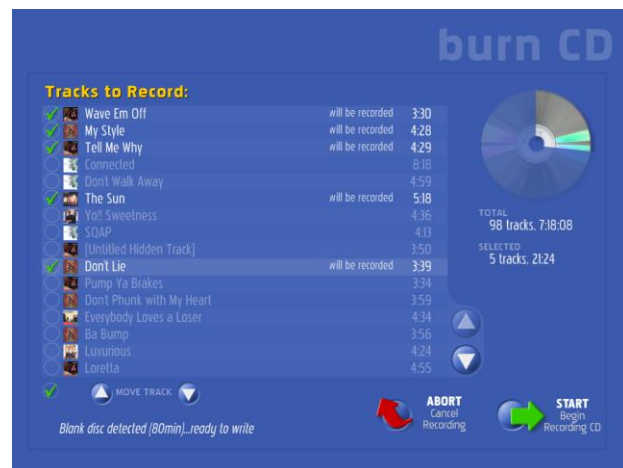 burn CD
Tracks to Record:
Wave Em Off will be recorded 3:30
My Style will be recorded 4:28
Tell Me Why will be recorded 4:29
Connected 8:18
Don't Walk Away 4:59
The Sun will be recorded 5:18
Yo!! Sweetness 4:36
SOAP 4:13
[Untitled Hidden Track] 3:50
Don't Lie will be recorded 3:39
Pump Ya Brakes 3:34
Don't Phunk with My Heart 3:59
Everybody Loves a Loser 4:34
Ba Bump 3:56
Luxurious 4:24
Loretta 4:55
TOTAL
98 tracks, 7:18:08
SELECTED
5 tracks, 21:24
MOVE TRACK
Blank disc detected (80min)...ready to write
ABORT
Cancel
Recording
START
Begin
Recording CD